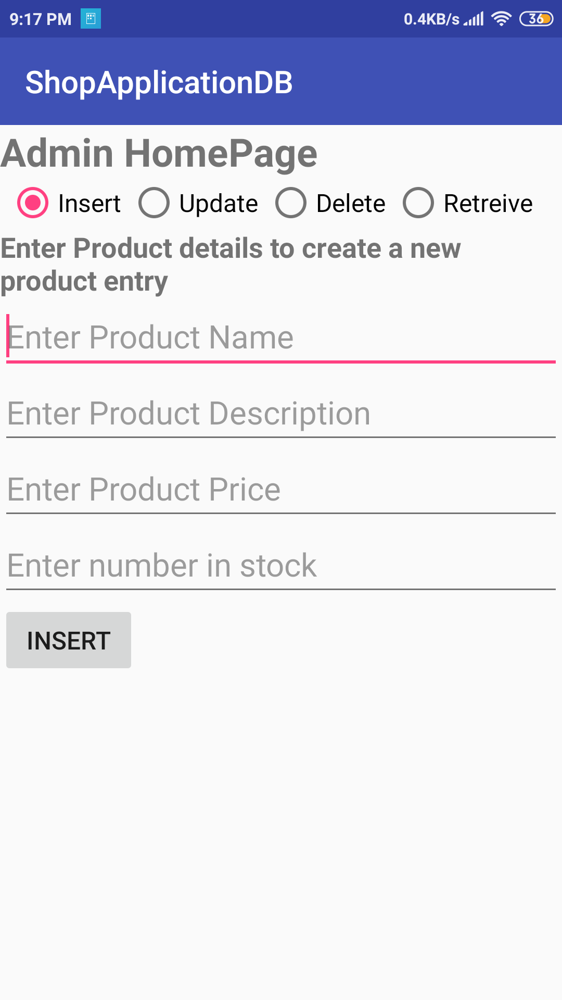 9:17 PM 0.4KB/s 36
ShopApplicationDB
Admin HomePage
Insert Update Delete Retreive
Enter Product details to create a new
product entry
Enter Product Name
Enter Product Description
Enter Product Price
Enter number in stock
INSERT